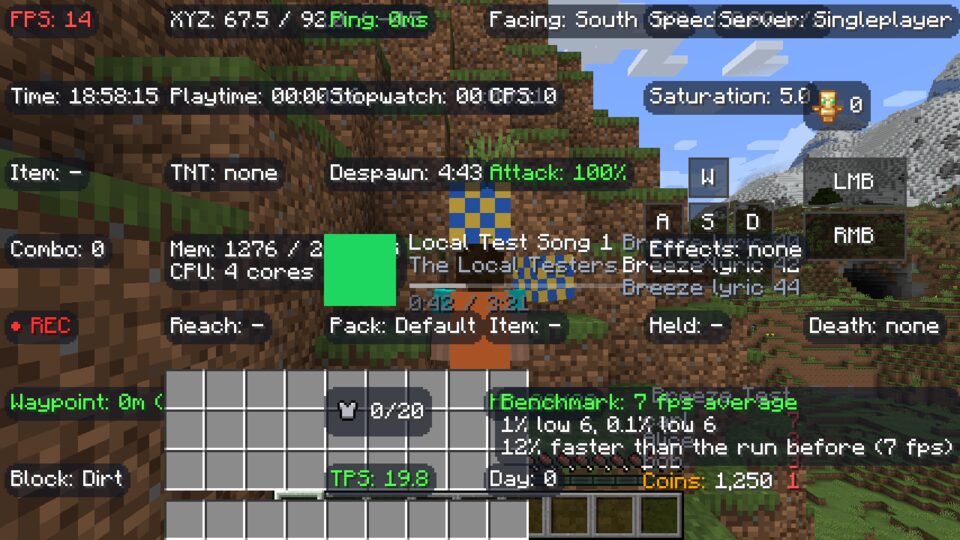 FPS: 14
XYZ: 67.5 / 92
Ping: 0ms
Facing: South
Speed
Server: Singleplayer
Time: 18:58:15
Playtime: 00:00
Stopwatch: 00
CPS: 0
Saturation: 5.0
0
Item: -
TNT: none
Despawn: 4:43
Attack: 100%
W
LMB
A
S
D
RMB
Combo: 0
Mem: 1276 / 2
CPU: 4 cores
Local Test Song 1
The Local Testers
0:42 / 3:21
Effects: none
Breeze lyric 42
Breeze lyric 44
REC
Reach: -
Pack: Default
Item: -
Held: -
Death: none
Waypoint: 0m (
0/20
Breeze Test
Benchmark: 7 fps average
1% low 6, 0.1% low 6
12% faster than the run before (7 fps)
Block: Dirt
TPS: 19.8
Day: 0
Coins: 1,250
1